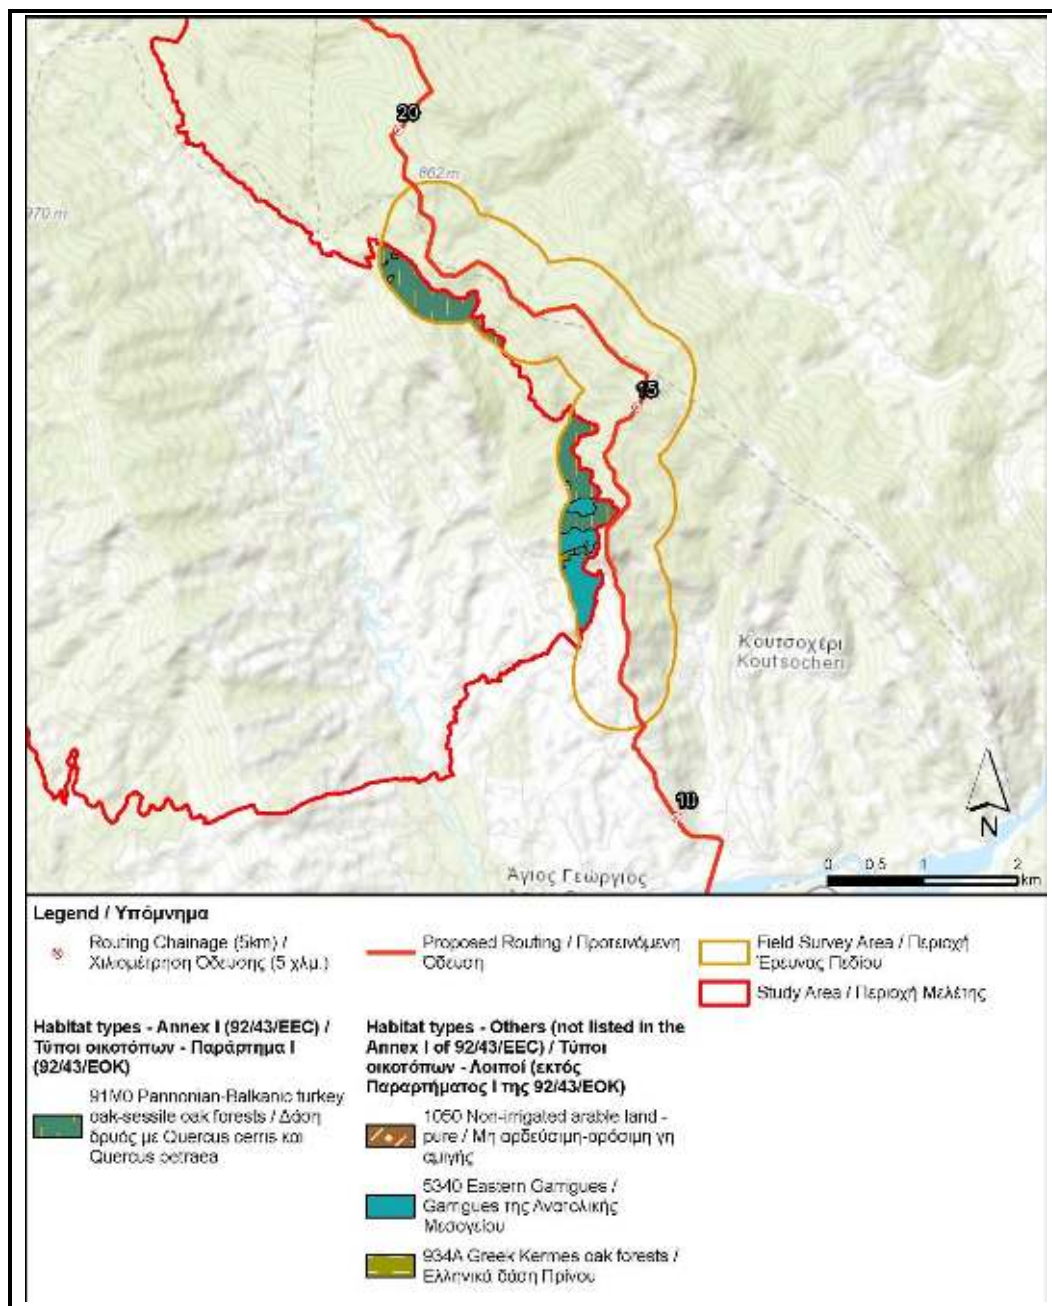 20
862 m
970 m
15
Κουτσοχέρι
Koutsocheri
10
N
Άγιος Γεώργιος
0 0.5 1 2
km
Legend / Υπόμνημα
Routing Chainage (5km) /
Χιλιομέτρηση Όδευσης (5 χλμ.)
Proposed Routing / Προτεινόμενη
Όδευση
Field Survey Area / Περιοχή
Έρευνας Πεδίου
Study Area / Περιοχή Μελέτης
Habitat types - Annex I (92/43/EEC) /
Τύποι οικοτόπων - Παράρτημα I
(92/43/ΕΟΚ)
91M0 Pannonian-Balkanic turkey
oak-sessile oak forests / Δάση
δρυός με Quercus cerris και
Quercus petraea
Habitat types - Others (not listed in the
Annex I of 92/43/EEC) / Τύποι
οικοτόπων - Λοιποί (εκτός
Παραρτήματος I της 92/43/ΕΟΚ)
1050 Non-irrigated arable land -
pure / Μη αρδεύσιμη-αρόσιμη γη
αμιγής
5340 Eastern Garrigues /
Garrigues της Ανατολικής
Μεσογείου
934A Greek Kermes oak forests /
Ελληνικά δάση Πρίνου